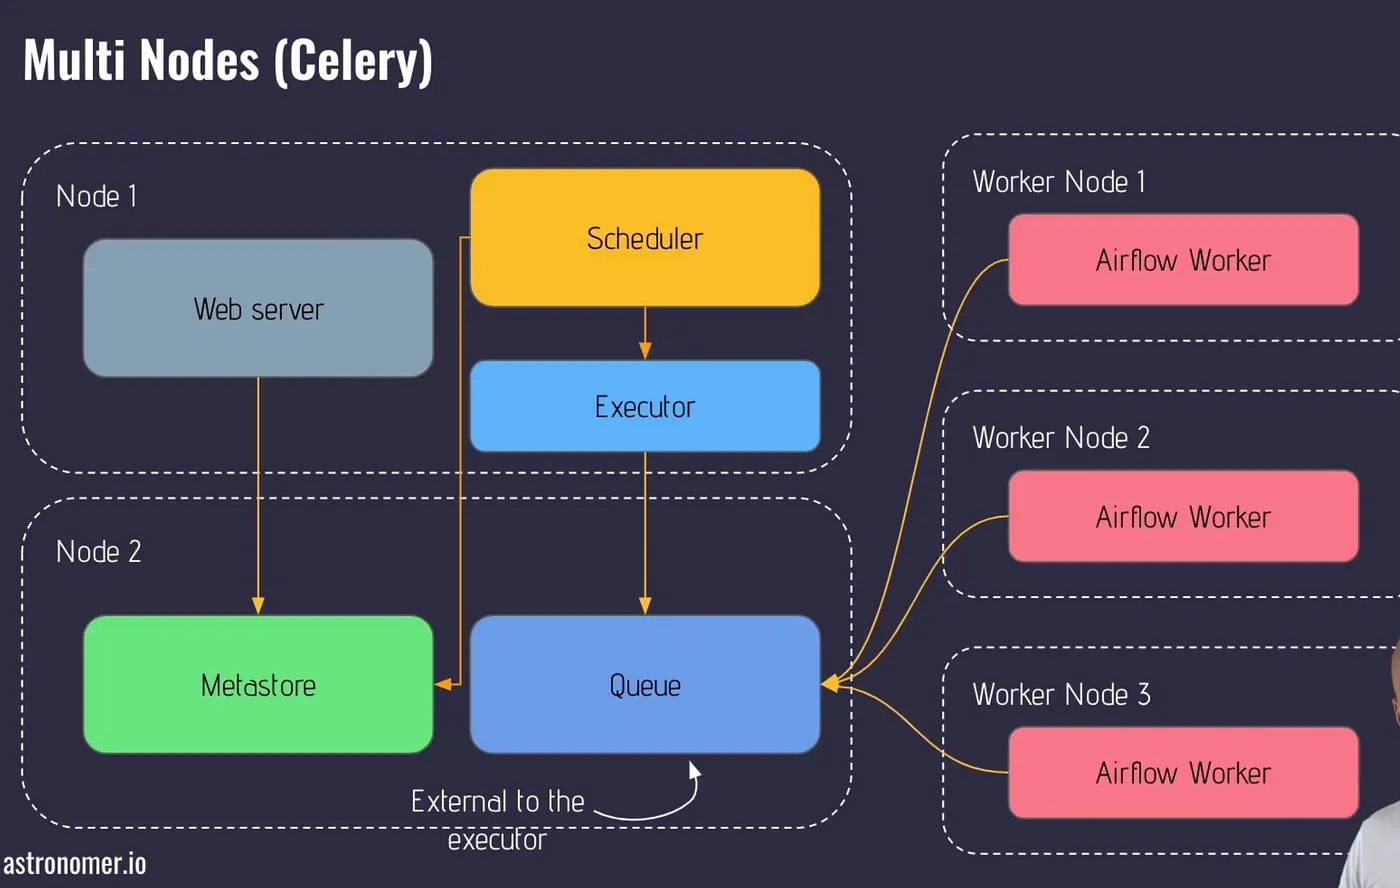 Multi Nodes (Celery)
Node 1
Web server
Scheduler
Executor
Node 2
Metastore
Queue
External to the
executor
Worker Node 1
Airflow Worker
Worker Node 2
Airflow Worker
Worker Node 3
Airflow Worker
astronomer.io